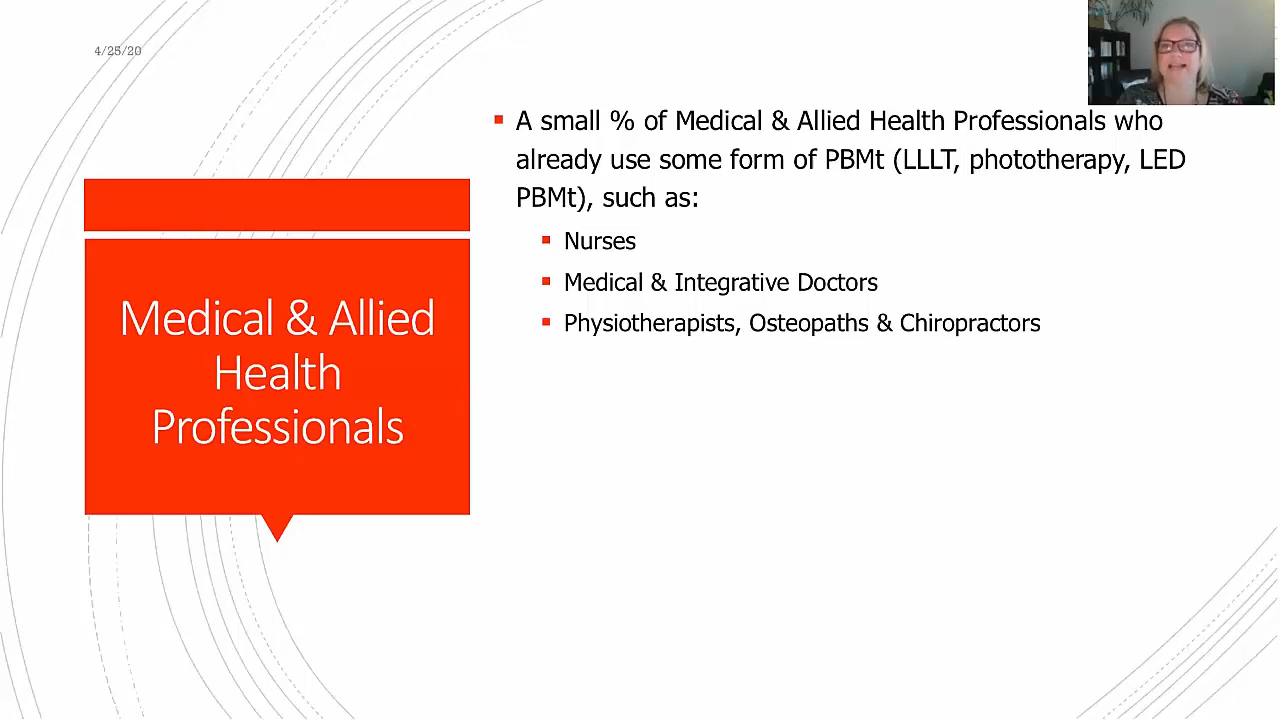 4/25/20
Medical & Allied
Health
Professionals
▪ A small % of Medical & Allied Health Professionals who
already use some form of PBMt (LLLT, phototherapy, LED
PBMt), such as:
▪ Nurses
▪ Medical & Integrative Doctors
▪ Physiotherapists, Osteopaths & Chiropractors